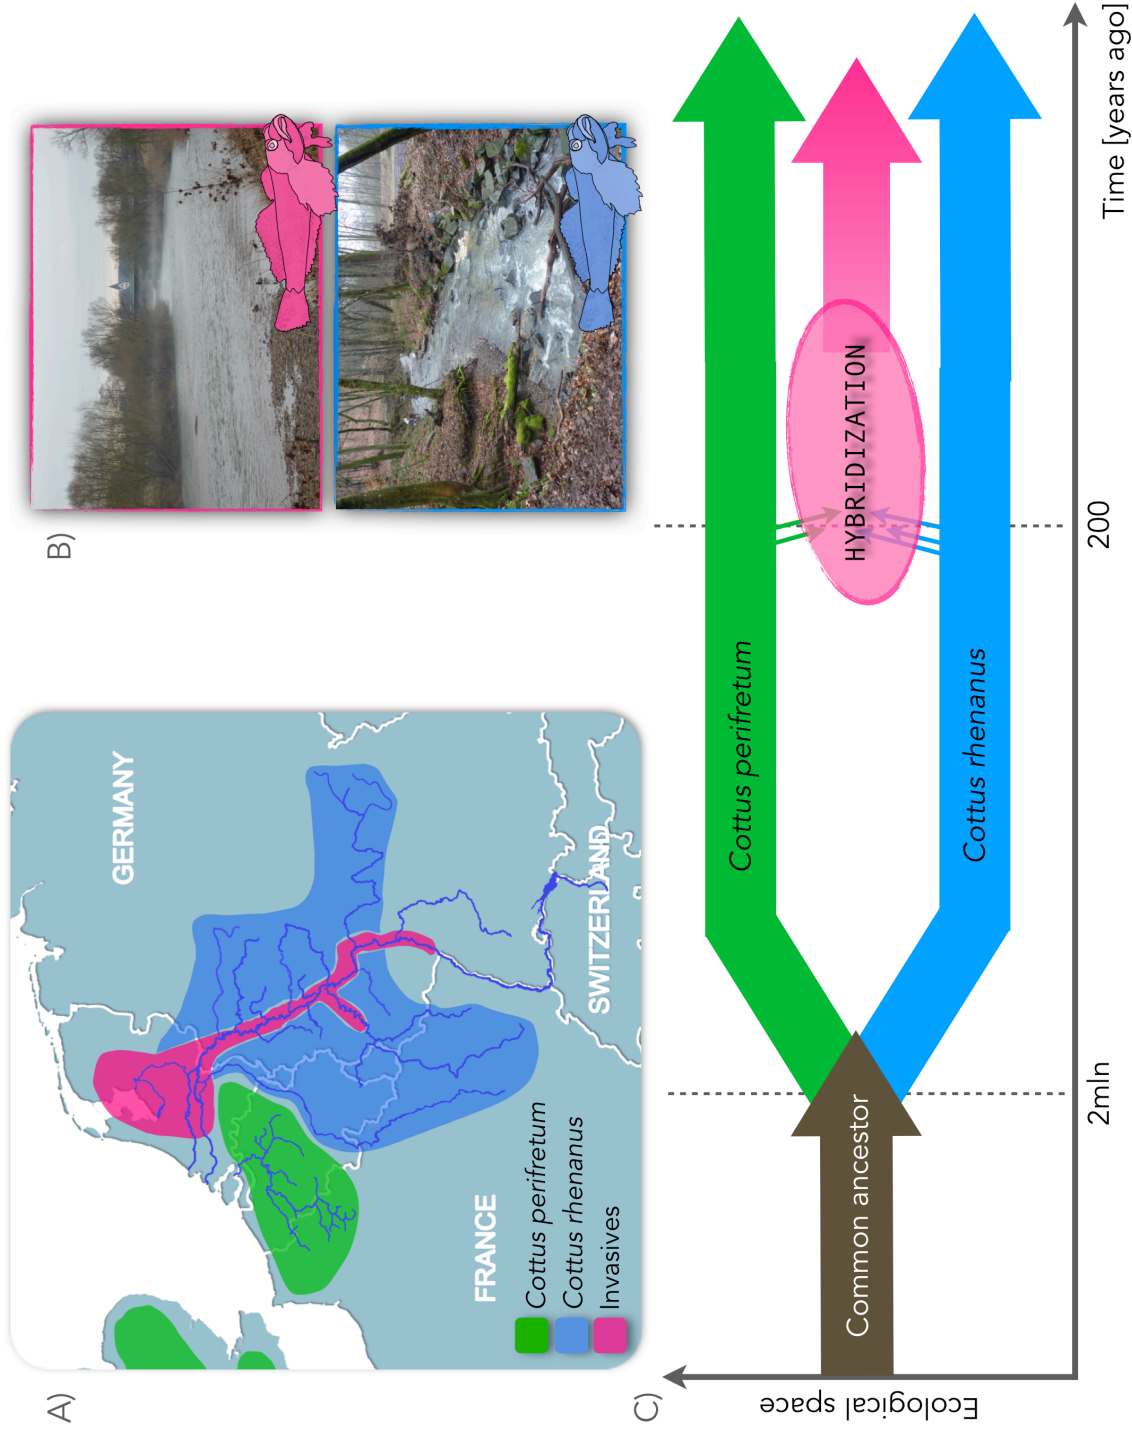 A)
GERMANY
FRANCE
SWITZERLAND
Cottus perifretum
Cottus rhenanus
Invasives
B)
C)
Ecological space
Common ancestor
Cottus perifretum
Cottus rhenanus
HYBRIDIZATION
2mln
200
Time [years ago]